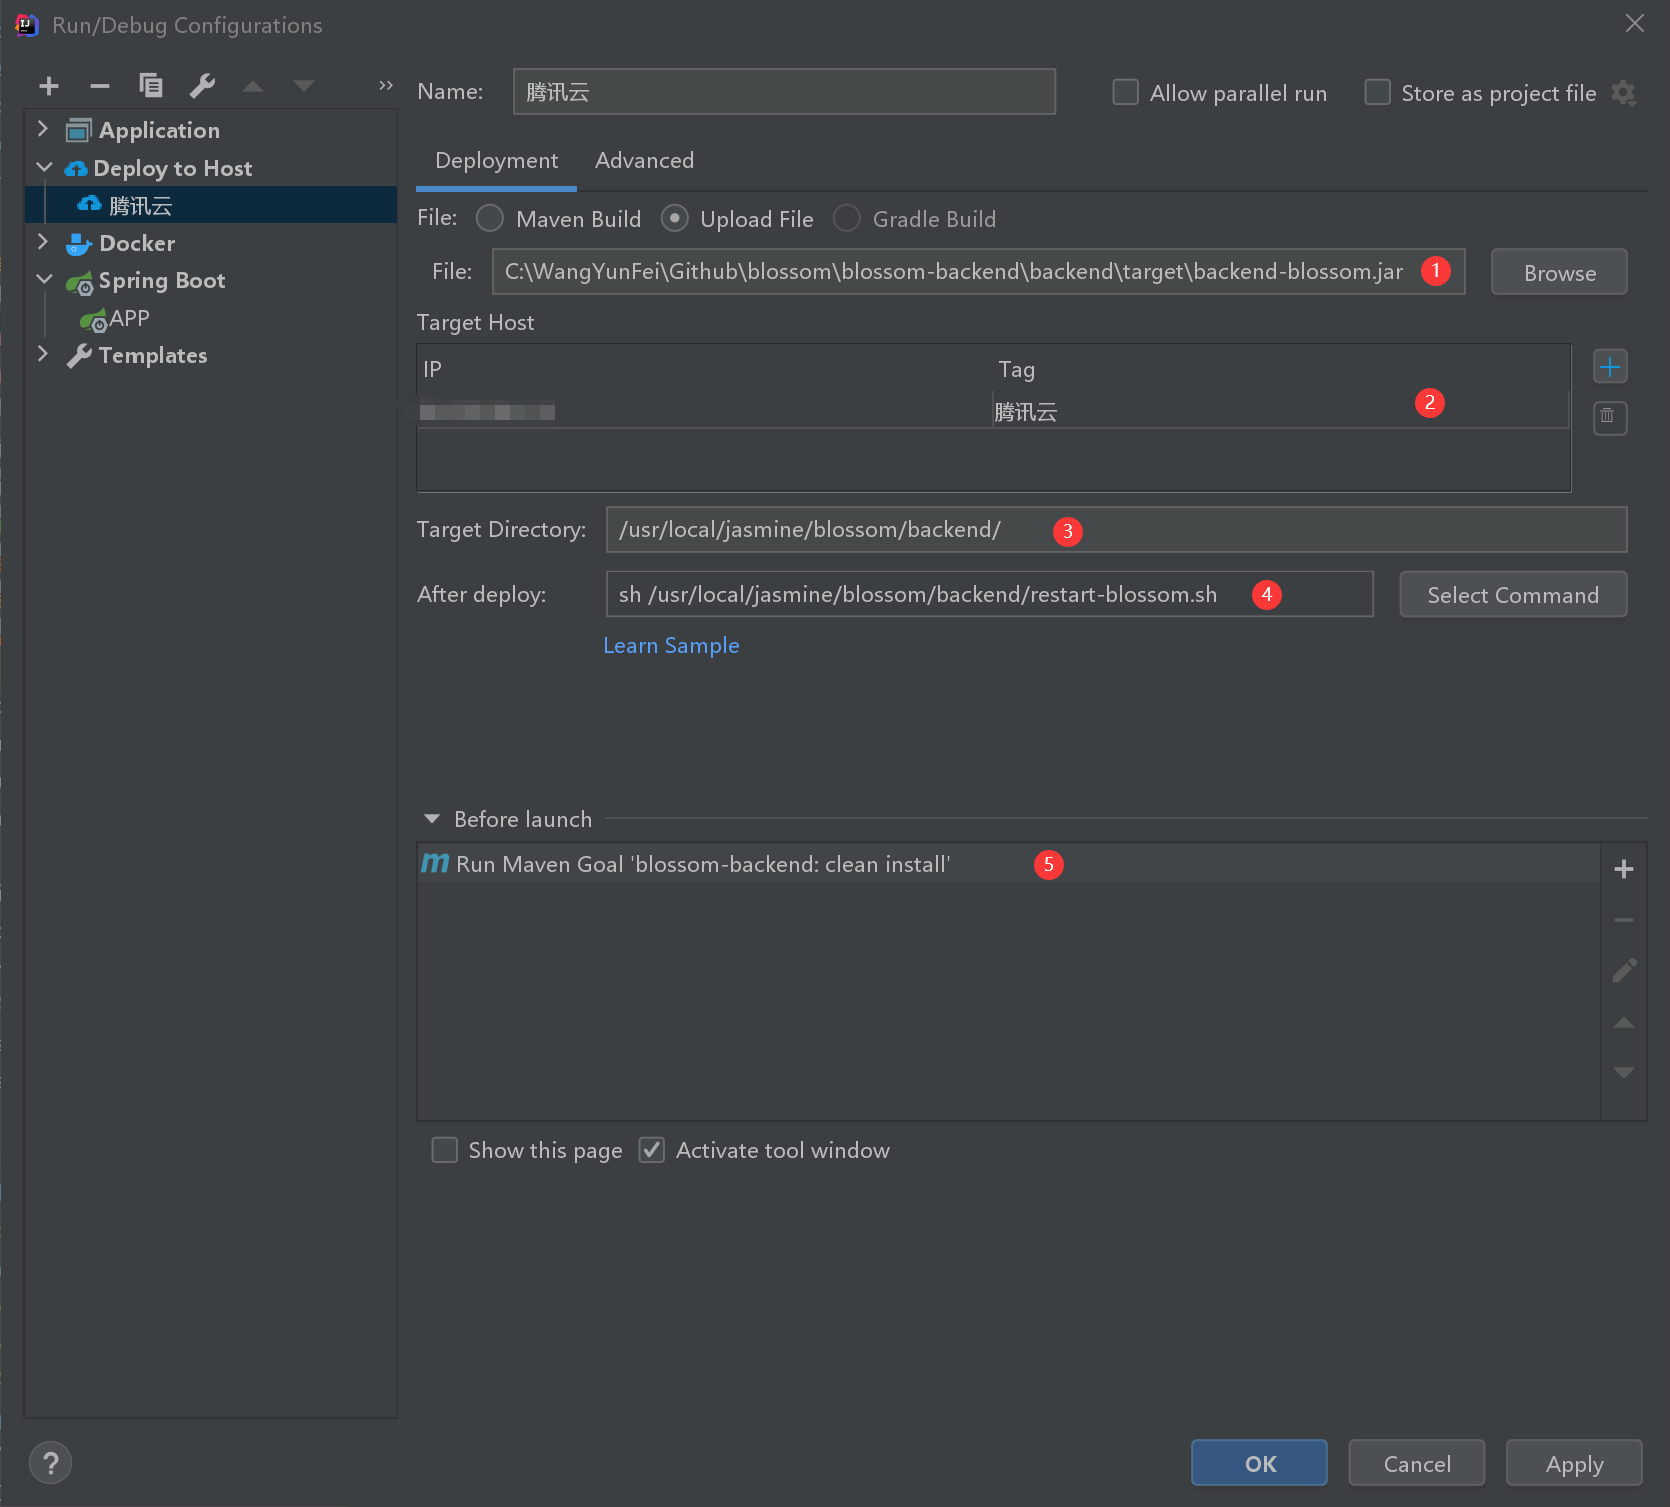 Run/Debug Configurations
Name: 腾讯云
Allow parallel run
Store as project file
Application
Deploy to Host
腾讯云
Docker
Spring Boot
APP
Templates
Deployment Advanced
File: Maven Build Upload File Gradle Build
File: C:\WangYunFei\Github\blossom\blossom-backend\backend\target\backend-blossom.jar 1 Browse
Target Host
IP Tag
腾讯云 2
Target Directory: /usr/local/jasmine/blossom/backend/ 3
After deploy: sh /usr/local/jasmine/blossom/backend/restart-blossom.sh 4 Select Command
Learn Sample
Before launch
Run Maven Goal 'blossom-backend: clean install' 5
Show this page Activate tool window
? OK Cancel Apply